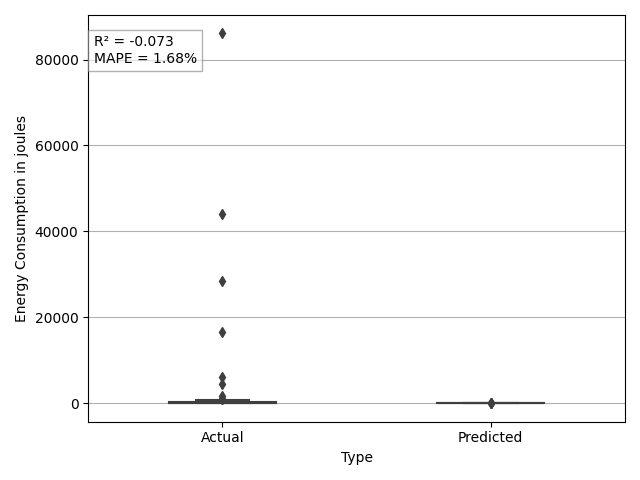 R² = -0.073
MAPE = 1.68%
80000
60000
40000
20000
0
Energy Consumption in joules
Actual
Predicted
Type